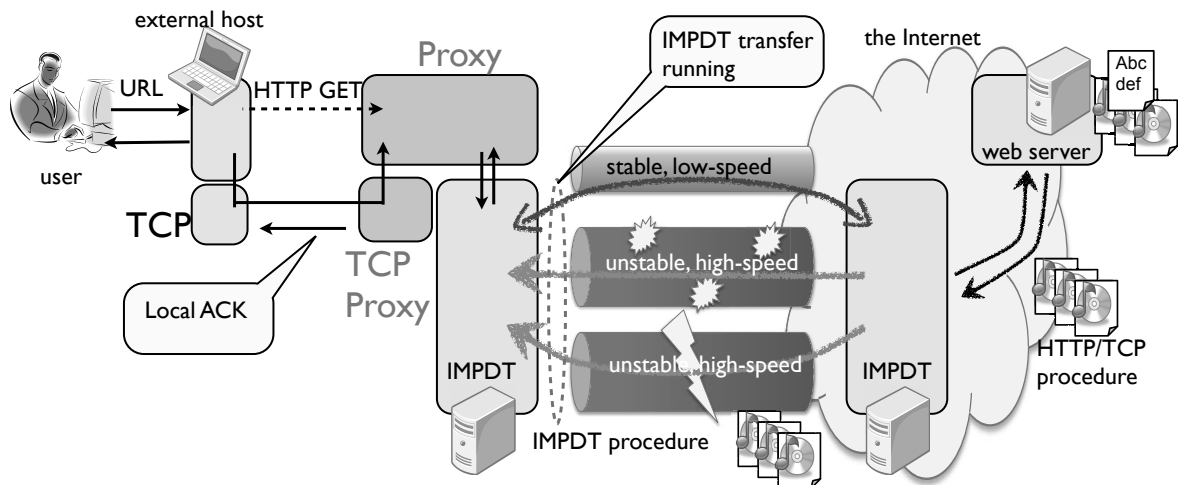 external host
URL
HTTP GET
user
TCP
Proxy
TCP
Proxy
Local ACK
IMPDT transfer
running
the Internet
Abc
def
web server
stable, low-speed
unstable, high-speed
unstable, high-speed
IMPDT
IMPDT
IMPDT procedure
HTTP/TCP
procedure